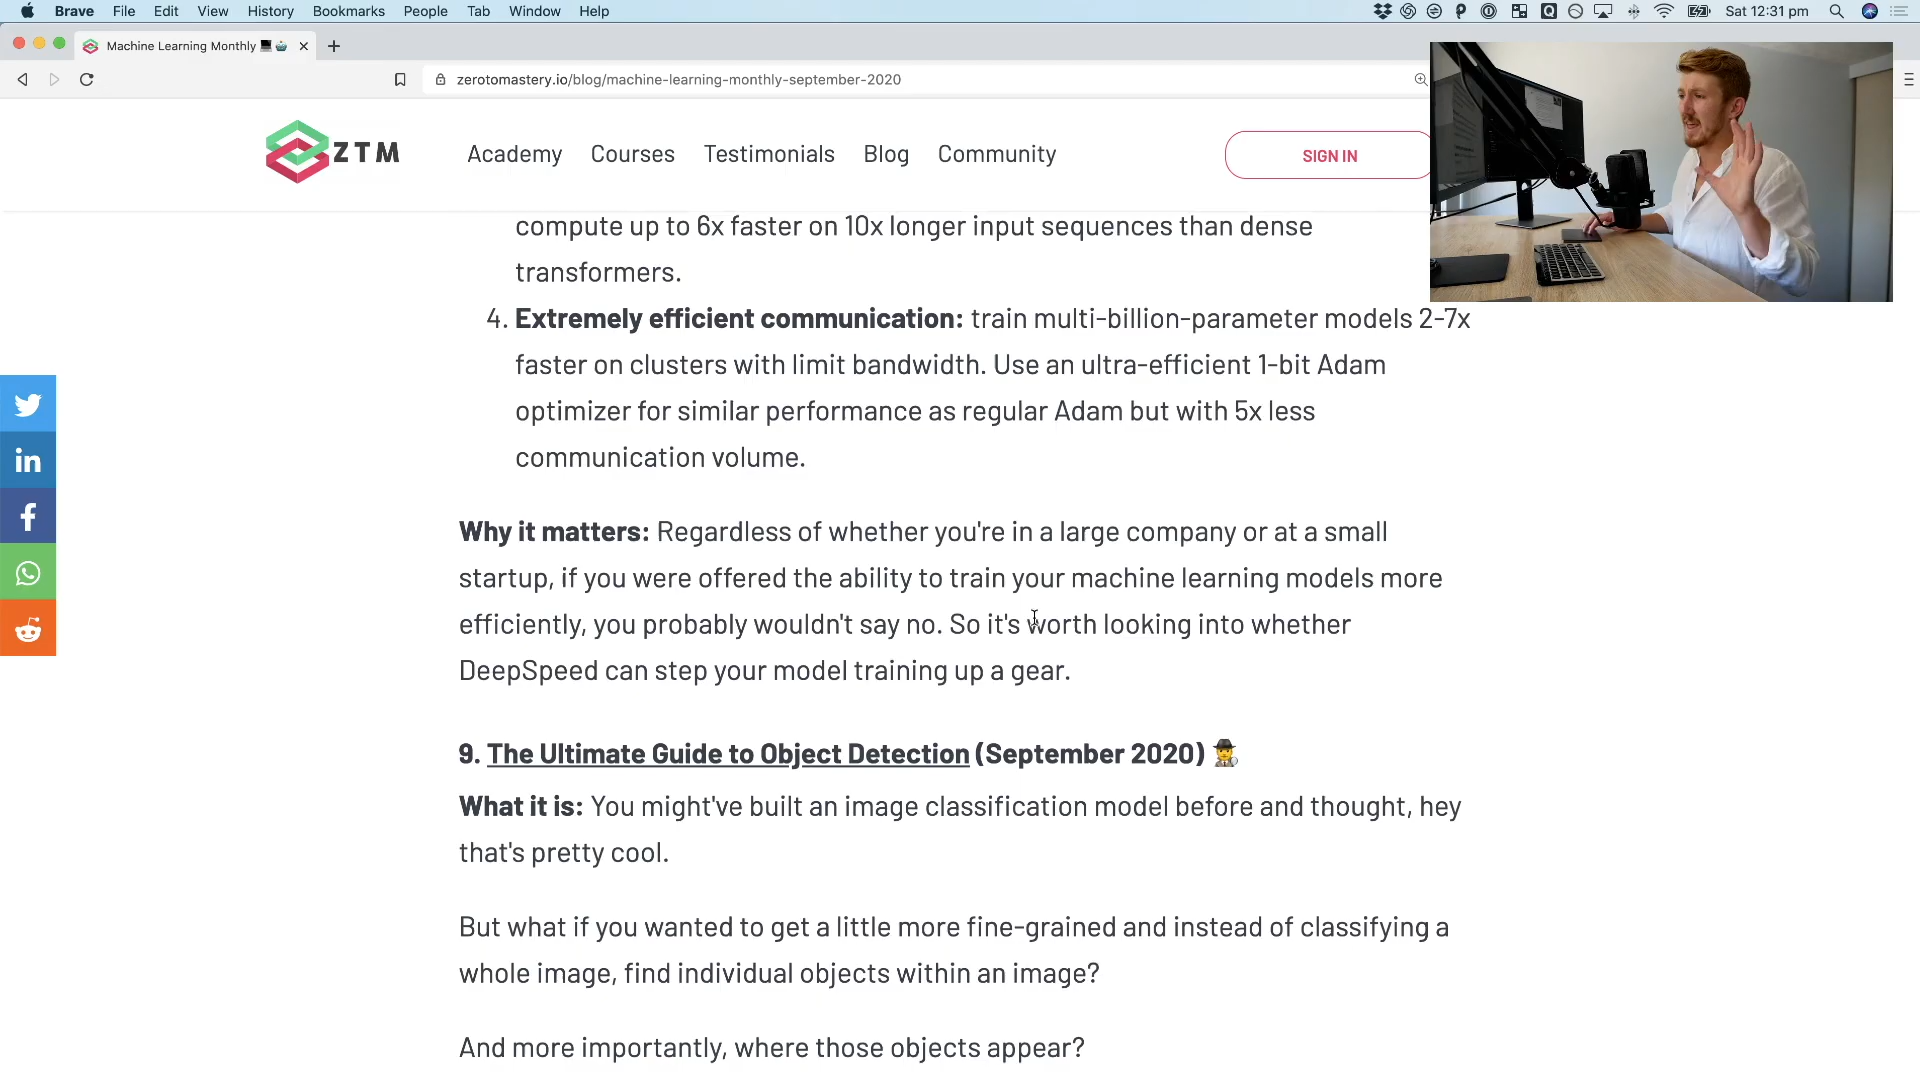 Brave File Edit View History Bookmarks People Tab Window Help
Sat 12:31 pm
Machine Learning Monthly
zerotomastery.io/blog/machine-learning-monthly-september-2020
ZTM
Academy Courses Testimonials Blog Community
SIGN IN
compute up to 6x faster on 10x longer input sequences than dense
transformers.
4. Extremely efficient communication: train multi-billion-parameter models 2-7x
faster on clusters with limit bandwidth. Use an ultra-efficient 1-bit Adam
optimizer for similar performance as regular Adam but with 5x less
communication volume.
Why it matters: Regardless of whether you're in a large company or at a small
startup, if you were offered the ability to train your machine learning models more
efficiently, you probably wouldn't say no. So it's worth looking into whether
DeepSpeed can step your model training up a gear.
9. The Ultimate Guide to Object Detection (September 2020)
What it is: You might've built an image classification model before and thought, hey
that's pretty cool.
But what if you wanted to get a little more fine-grained and instead of classifying a
whole image, find individual objects within an image?
And more importantly, where those objects appear?